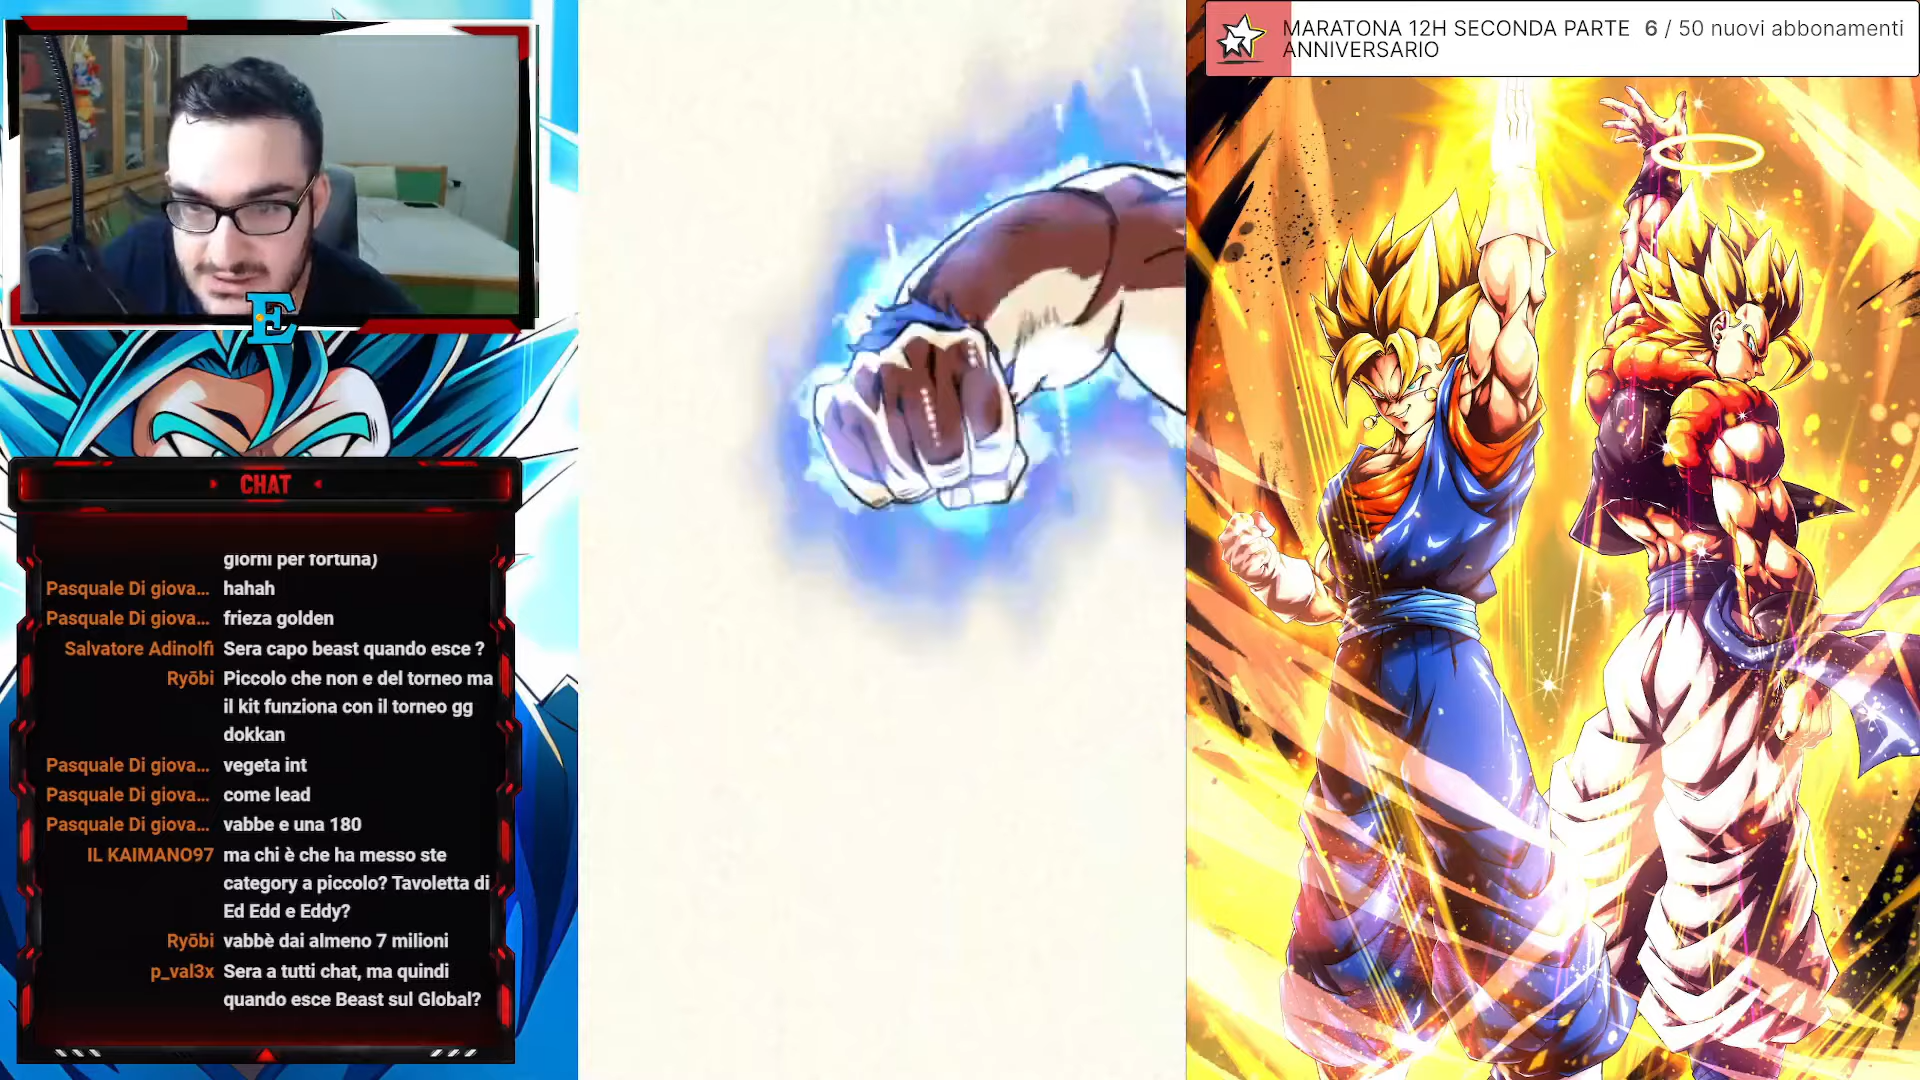 MARATONA 12H SECONDA PARTE 6 / 50 nuovi abbonamenti
ANNIVERSARIO
E
CHAT
giorni per fortuna)
Pasquale Di giova... hahah
Pasquale Di giova... frieza golden
Salvatore Adinolfi Sera capo beast quando esce ?
Ryōbi Piccolo che non e del torneo ma
il kit funziona con il torneo gg
dokkan
Pasquale Di giova... vegeta int
Pasquale Di giova... come lead
Pasquale Di giova... vabbe e una 180
IL KAIMANO97 ma chi è che ha messo ste
category a piccolo? Tavoletta di
Ed Edd e Eddy?
Ryōbi vabbè dai almeno 7 milioni
p_val3x Sera a tutti chat, ma quindi
quando esce Beast sul Global?